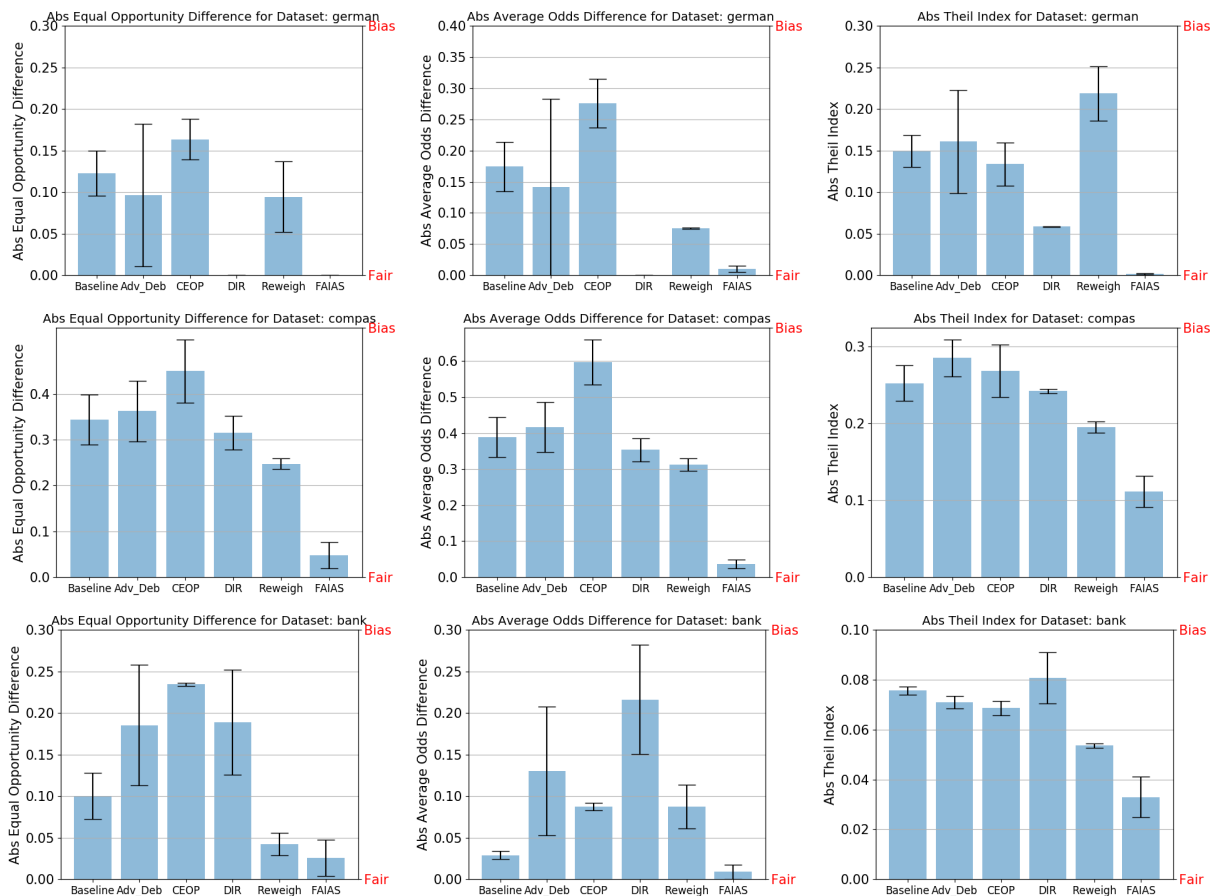 Abs Equal Opportunity Difference for Dataset: german
Abs Equal Opportunity Difference
0.30
0.25
0.20
0.15
0.10
0.05
0.00
Bias
Fair
Baseline Adv_Deb CEOP DIR Reweigh FAIAS
Abs Average Odds Difference for Dataset: german
Abs Average Odds Difference
0.40
0.35
0.30
0.25
0.20
0.15
0.10
0.05
0.00
Bias
Fair
Baseline Adv_Deb CEOP DIR Reweigh FAIAS
Abs Theil Index for Dataset: german
Abs Theil Index
0.30
0.25
0.20
0.15
0.10
0.05
0.00
Bias
Fair
Baseline Adv_Deb CEOP DIR Reweigh FAIAS
Abs Equal Opportunity Difference for Dataset: compas
Abs Equal Opportunity Difference
0.4
0.3
0.2
0.1
0.0
Bias
Fair
Baseline Adv_Deb CEOP DIR Reweigh FAIAS
Abs Average Odds Difference for Dataset: compas
Abs Average Odds Difference
0.6
0.5
0.4
0.3
0.2
0.1
0.0
Bias
Fair
Baseline Adv_Deb CEOP DIR Reweigh FAIAS
Abs Theil Index for Dataset: compas
Abs Theil Index
0.3
0.2
0.1
0.0
Bias
Fair
Baseline Adv_Deb CEOP DIR Reweigh FAIAS
Abs Equal Opportunity Difference for Dataset: bank
Abs Equal Opportunity Difference
0.30
0.25
0.20
0.15
0.10
0.05
0.00
Bias
Fair
Baseline Adv_Deb CEOP DIR Reweigh FAIAS
Abs Average Odds Difference for Dataset: bank
Abs Average Odds Difference
0.30
0.25
0.20
0.15
0.10
0.05
0.00
Bias
Fair
Baseline Adv_Deb CEOP DIR Reweigh FAIAS
Abs Theil Index for Dataset: bank
Abs Theil Index
0.10
0.08
0.06
0.04
0.02
0.00
Bias
Fair
Baseline Adv_Deb CEOP DIR Reweigh FAIAS